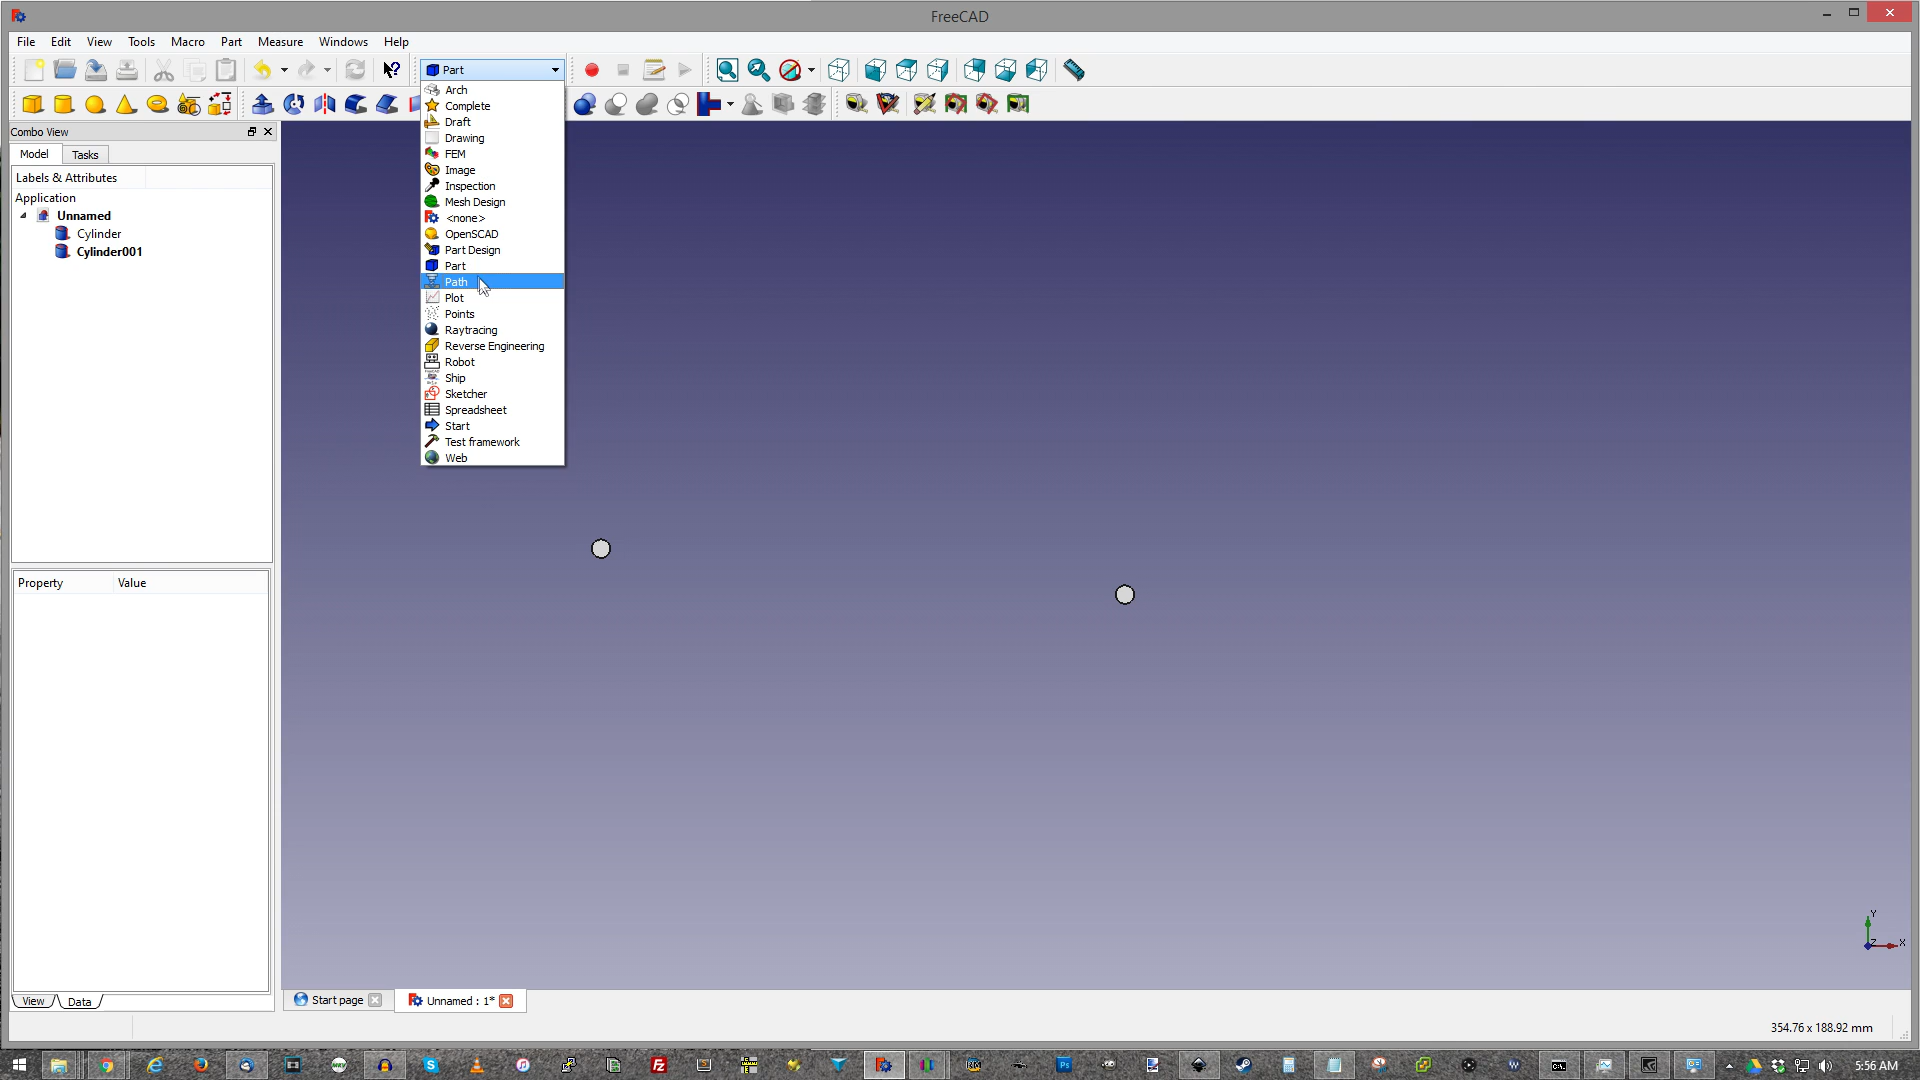 FreeCAD
File Edit View Tools Macro Part Measure Windows Help
Part
Arch
Complete
Draft
Drawing
FEM
Image
Inspection
Mesh Design
<none>
OpenSCAD
Part Design
Part
Path
Plot
Points
Raytracing
Reverse Engineering
Robot
Ship
Sketcher
Spreadsheet
Start
Test framework
Web
Combo View
Model Tasks
Labels & Attributes
Application
Unnamed
Cylinder
Cylinder001
Property Value
View Data
Y
Z X
Start page Unnamed : 1*
354.76 x 188.92 mm
5:56 AM